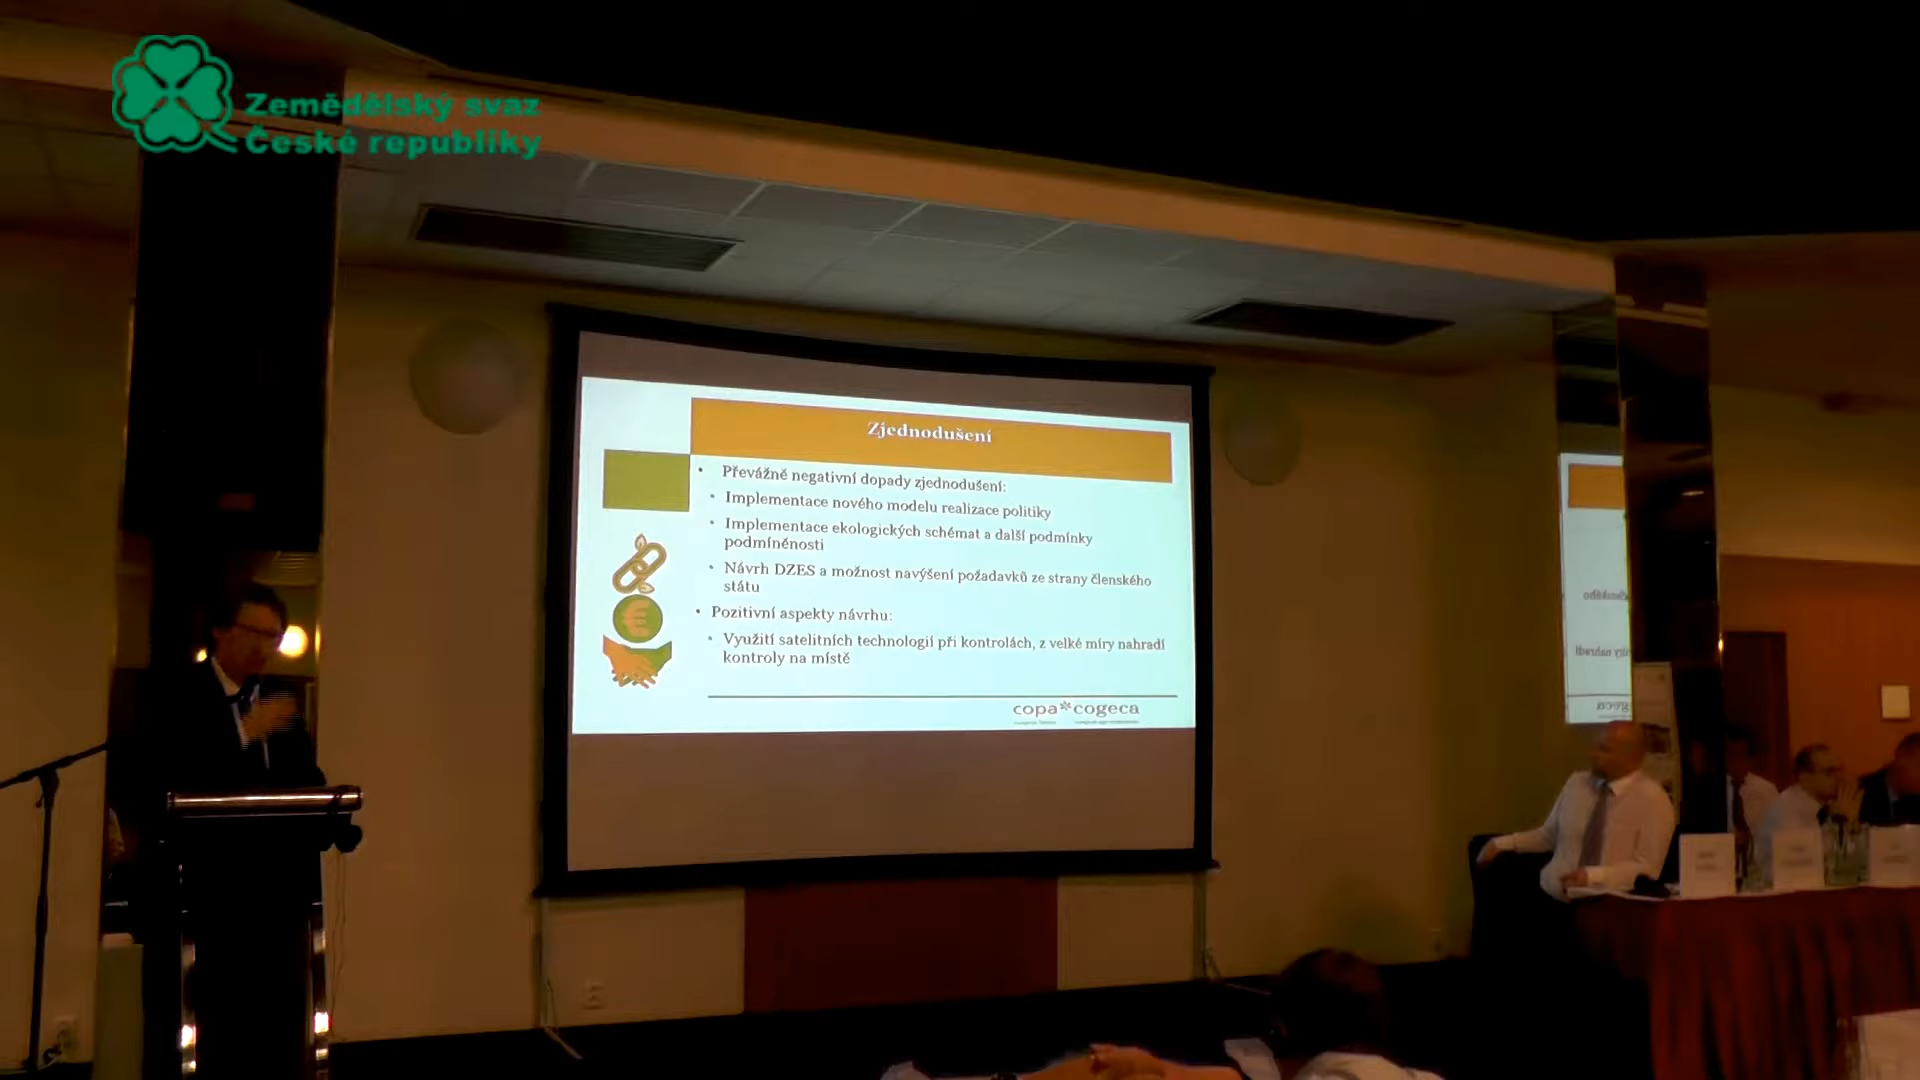 Zemědělský svaz
České republiky
Zjednodušení
• Převážně negativní dopady zjednodušení:
• Implementace nového modelu realizace politiky
• Implementace ekologických schémat a další podmínky
podmíněnosti
• Návrh DZES a možnost navýšení požadavků ze strany členského
státu
• Pozitivní aspekty návrhu:
• Využití satelitních technologií při kontrolách, z velké míry nahradí
kontroly na místě
copa*cogeca